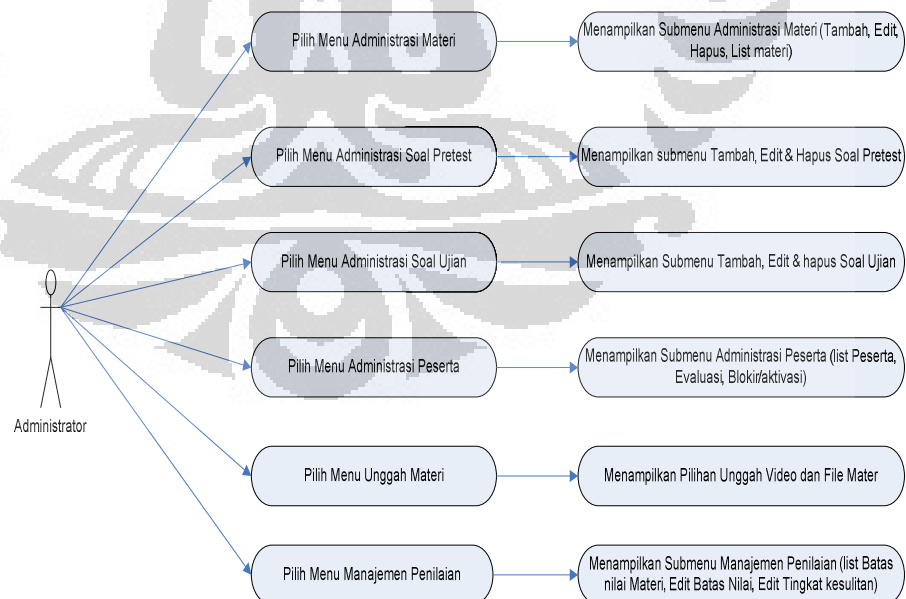 Pilih Menu Administrasi Materi
Menampilkan Submenu Administrasi Materi (Tambah, Edit,
Hapus, List materi)
Pilih Menu Administrasi Soal Pretest
Menampilkan submenu Tambah, Edit & Hapus Soal Pretest
Pilih Menu Administrasi Soal Ujian
Menampilkan Submenu Tambah, Edit & hapus Soal Ujian
Pilih Menu Administrasi Peserta
Menampilkan Submenu Administrasi Peserta (list Peserta,
Evaluasi, Blokir/aktivasi)
Administrator
Pilih Menu Unggah Materi
Menampilkan Pilihan Unggah Video dan File Mater
Pilih Menu Manajemen Penilaian
Menampilkan Submenu Manajemen Penilaian (list Batas
nilai Materi, Edit Batas Nilai, Edit Tingkat kesulitan)